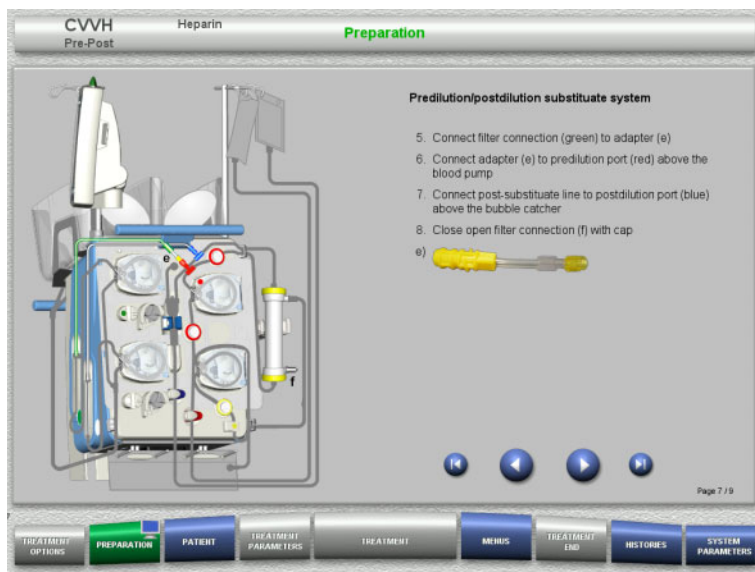 CVVH
Heparin
Preparation
Pre-Post
Predilution/postdilution substituate system
5. Connect filter connection (green) to adapter (e)
6. Connect adapter (e) to predilution port (red) above the
blood pump
7. Connect post-substituate line to postdilution port (blue)
above the bubble catcher
8. Close open filter connection (f) with cap
e)
e
f
Page 7 / 9
TREATMENT
OPTIONS
PREPARATION
PATIENT
TREATMENT
PARAMETERS
TREATMENT
MENUS
TREATMENT
END
HISTORIES
SYSTEM
PARAMETERS